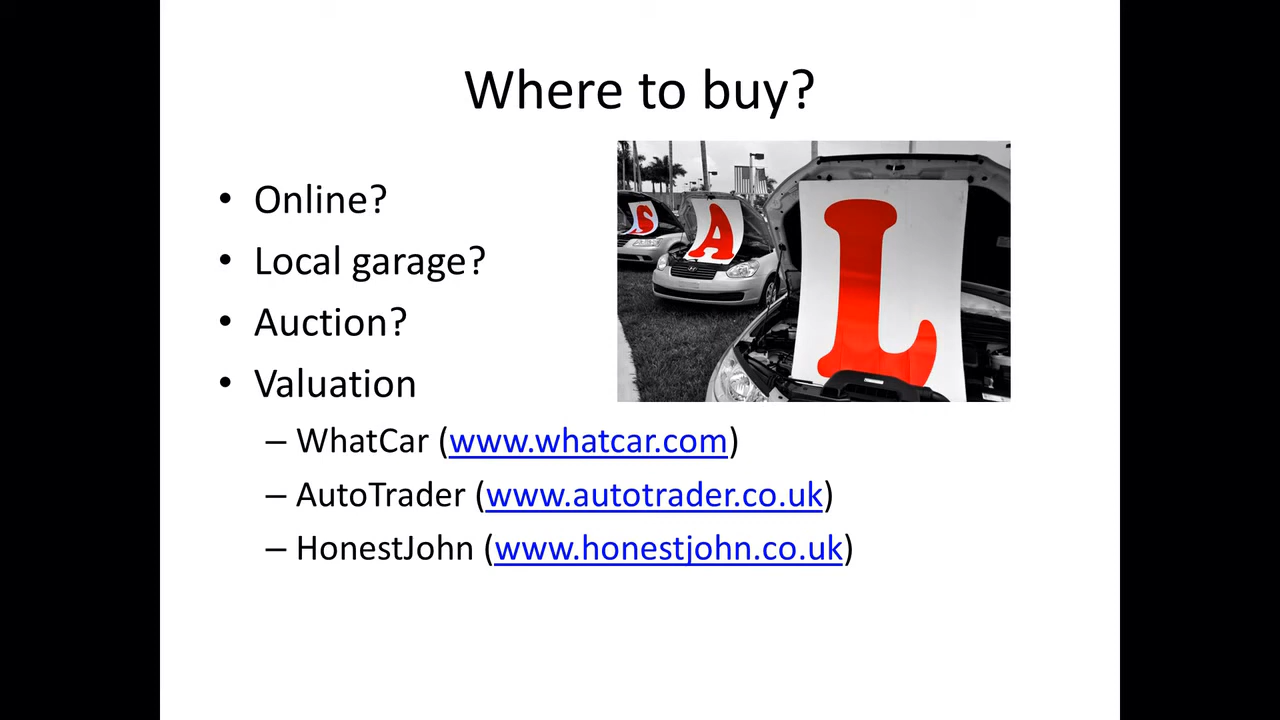 Where to buy?
• Online?
• Local garage?
• Auction?
• Valuation
– WhatCar (www.whatcar.com)
– AutoTrader (www.autotrader.co.uk)
– HonestJohn (www.honestjohn.co.uk)
S A L